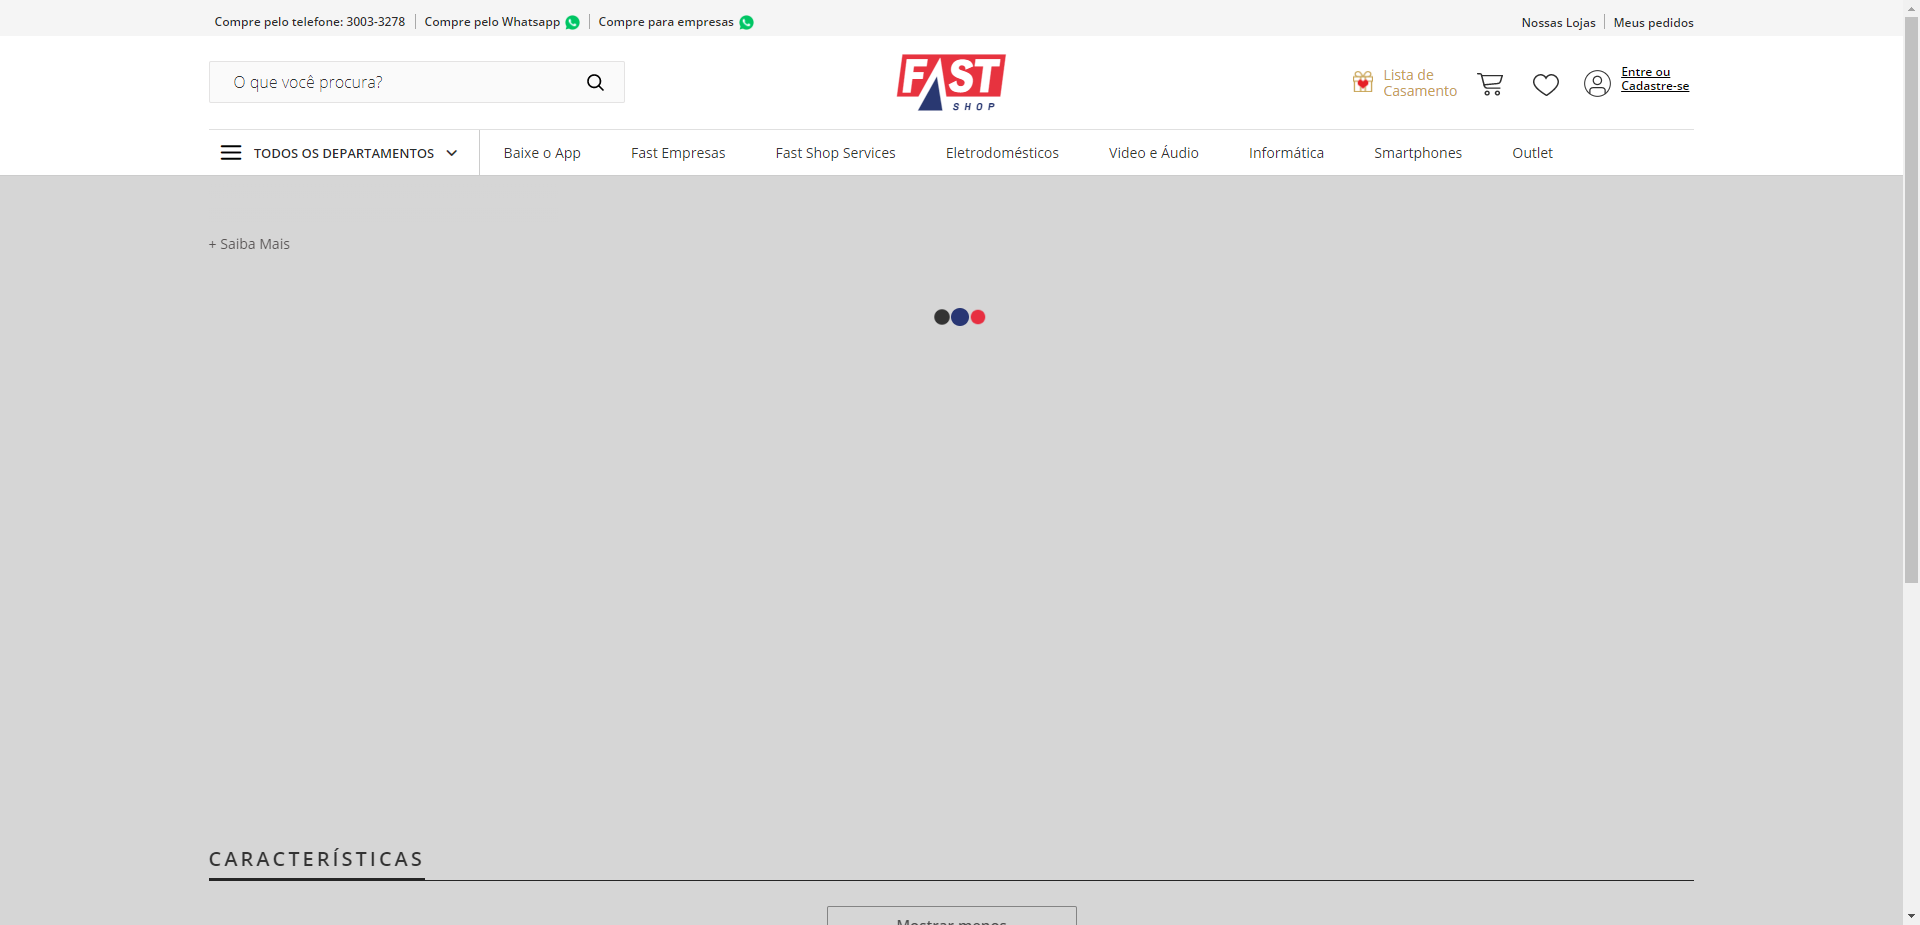 Compre pelo telefone: 3003-3278
Compre pelo Whatsapp
Compre para empresas
Nossas Lojas
Meus pedidos
O que você procura?
FAST
SHOP
Lista de
Casamento
Entre ou
Cadastre-se
TODOS OS DEPARTAMENTOS
Baixe o App
Fast Empresas
Fast Shop Services
Eletrodomésticos
Video e Áudio
Informática
Smartphones
Outlet
+ Saiba Mais
CARACTERÍSTICAS
Mostrar menos